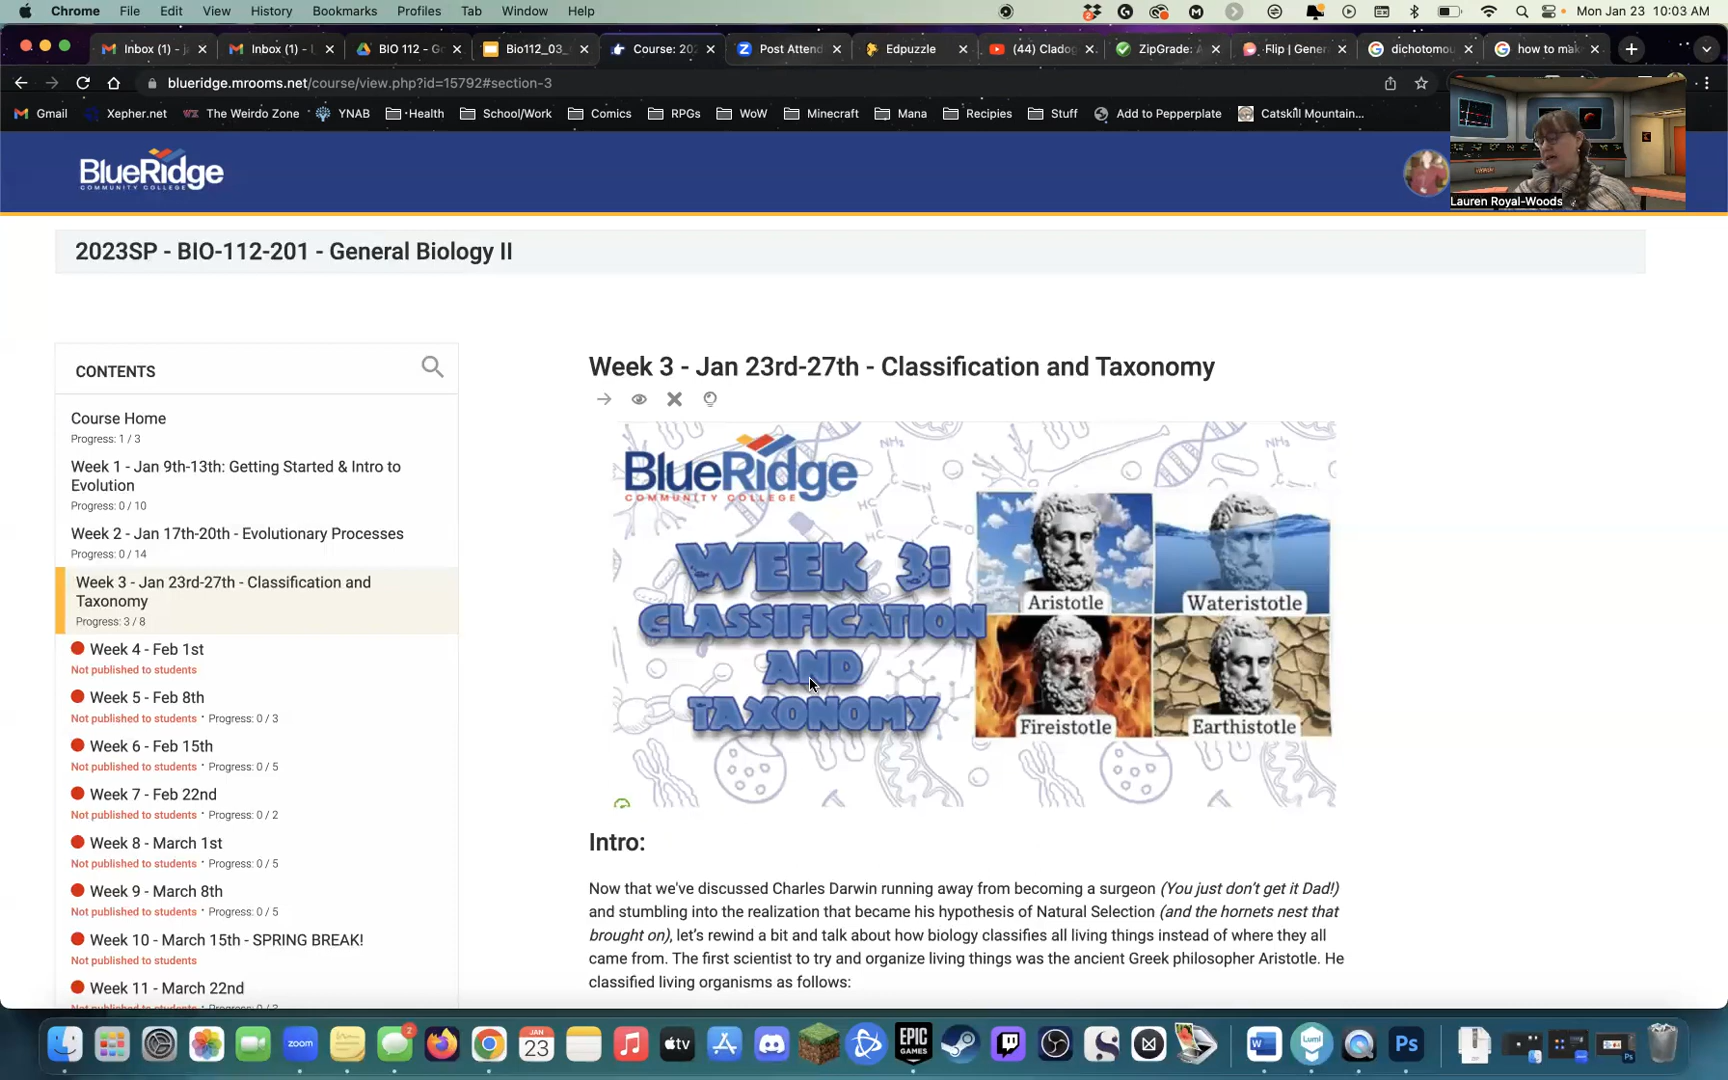 Chrome File Edit View History Bookmarks Profiles Tab Window Help Mon Jan 23 10:03 AM
Inbox (1) - Inbox (1) - BIO 112 - G Bio112_03_ Course: 20 Post Attend Edpuzzle (44) Cladog ZipGrade: Flip | Gener dichotomou how to mak
blueridge.mrooms.net/course/view.php?id=15792#section-3
Gmail Xepher.net The Weirdo Zone YNAB Health School/Work Comics RPGs WoW Minecraft Mana Recipies Stuff Add to Pepperplate Catskill Mountain...
BlueRidge
COMMUNITY COLLEGE
Lauren Royal-Woods
2023SP - BIO-112-201 - General Biology II
CONTENTS
Course Home
Progress: 1 / 3
Week 1 - Jan 9th-13th: Getting Started & Intro to
Evolution
Progress: 0 / 10
Week 2 - Jan 17th-20th - Evolutionary Processes
Progress: 0 / 14
Week 3 - Jan 23rd-27th - Classification and
Taxonomy
Progress: 3 / 8
Week 4 - Feb 1st
Not published to students
Week 5 - Feb 8th
Not published to students · Progress: 0 / 3
Week 6 - Feb 15th
Not published to students · Progress: 0 / 5
Week 7 - Feb 22nd
Not published to students · Progress: 0 / 2
Week 8 - March 1st
Not published to students · Progress: 0 / 5
Week 9 - March 8th
Not published to students · Progress: 0 / 5
Week 10 - March 15th - SPRING BREAK!
Not published to students
Week 11 - March 22nd
Week 3 - Jan 23rd-27th - Classification and Taxonomy
BlueRidge
COMMUNITY COLLEGE
WEEK 3:
CLASSIFICATION
AND
TAXONOMY
Aristotle Wateristotle
Fireistotle Earthistotle
NH₂
NH₂
Intro:
Now that we've discussed Charles Darwin running away from becoming a surgeon (You just don't get it Dad!)
and stumbling into the realization that became his hypothesis of Natural Selection (and the hornets nest that
brought on), let's rewind a bit and talk about how biology classifies all living things instead of where they all
came from. The first scientist to try and organize living things was the ancient Greek philosopher Aristotle. He
classified living organisms as follows:
zoom
2
JAN
23
tv
EPIC
GAMES
W
Lumi
Ps